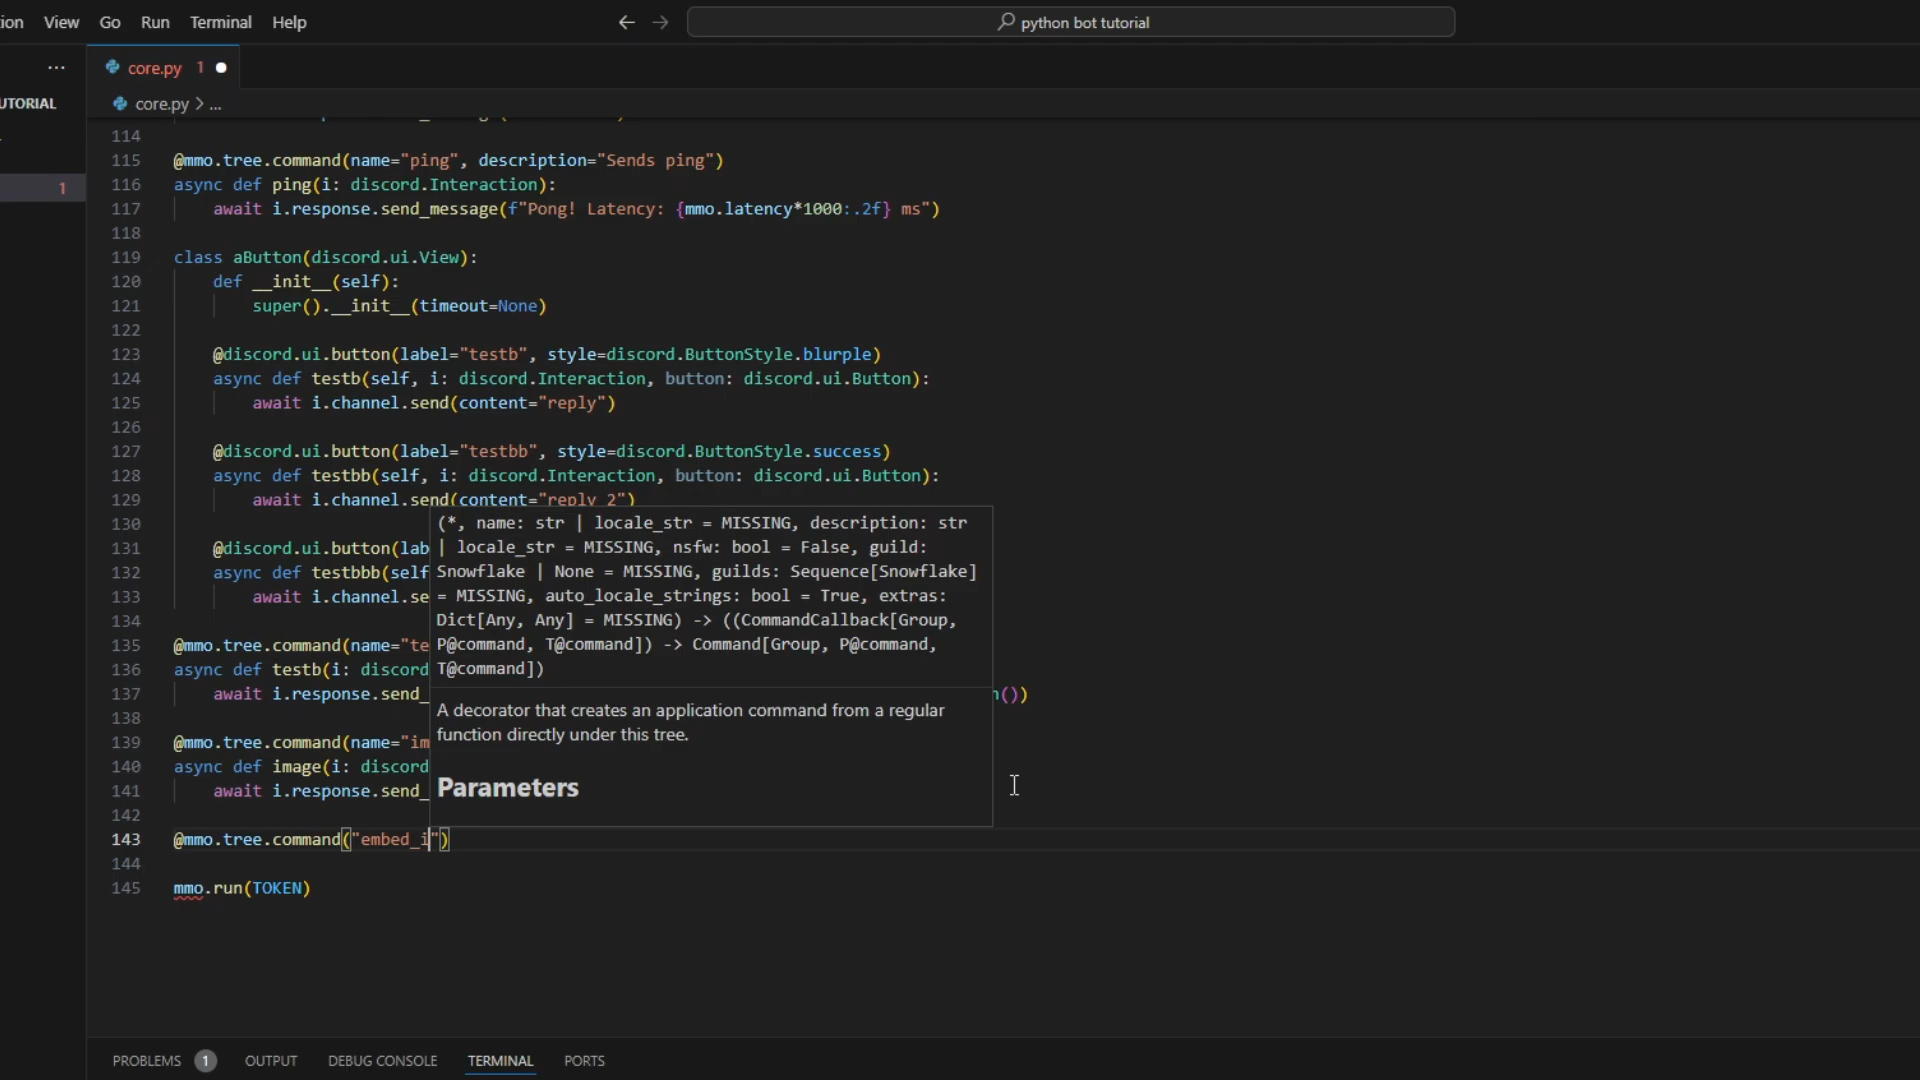 ion View Go Run Terminal Help
python bot tutorial
... core.py 1
UTORIAL core.py > ...
114
115 @mmo.tree.command(name="ping", description="Sends ping")
116 async def ping(i: discord.Interaction):
117 await i.response.send_message(f"Pong! Latency: {mmo.latency*1000:.2f} ms")
118
119 class aButton(discord.ui.View):
120 def __init__(self):
121 super().__init__(timeout=None)
122
123 @discord.ui.button(label="testb", style=discord.ButtonStyle.blurple)
124 async def testb(self, i: discord.Interaction, button: discord.ui.Button):
125 await i.channel.send(content="reply")
126
127 @discord.ui.button(label="testbb", style=discord.ButtonStyle.success)
128 async def testbb(self, i: discord.Interaction, button: discord.ui.Button):
129 await i.channel.send(content="reply 2")
130
131 @discord.ui.button(lab
132 async def testbbb(self
133 await i.channel.se
134
135 @mmo.tree.command(name="te
136 async def testb(i: discord
137 await i.response.send_ n())
138
139 @mmo.tree.command(name="im
140 async def image(i: discord
141 await i.response.send_
142
143 @mmo.tree.command("embed_i")
144
145 mmo.run(TOKEN)
1
(*, name: str | locale_str = MISSING, description: str
| locale_str = MISSING, nsfw: bool = False, guild:
Snowflake | None = MISSING, guilds: Sequence[Snowflake]
= MISSING, auto_locale_strings: bool = True, extras:
Dict[Any, Any] = MISSING) -> ((CommandCallback[Group,
P@command, T@command]) -> Command[Group, P@command,
T@command])
A decorator that creates an application command from a regular
function directly under this tree.
Parameters
PROBLEMS 1 OUTPUT DEBUG CONSOLE TERMINAL PORTS